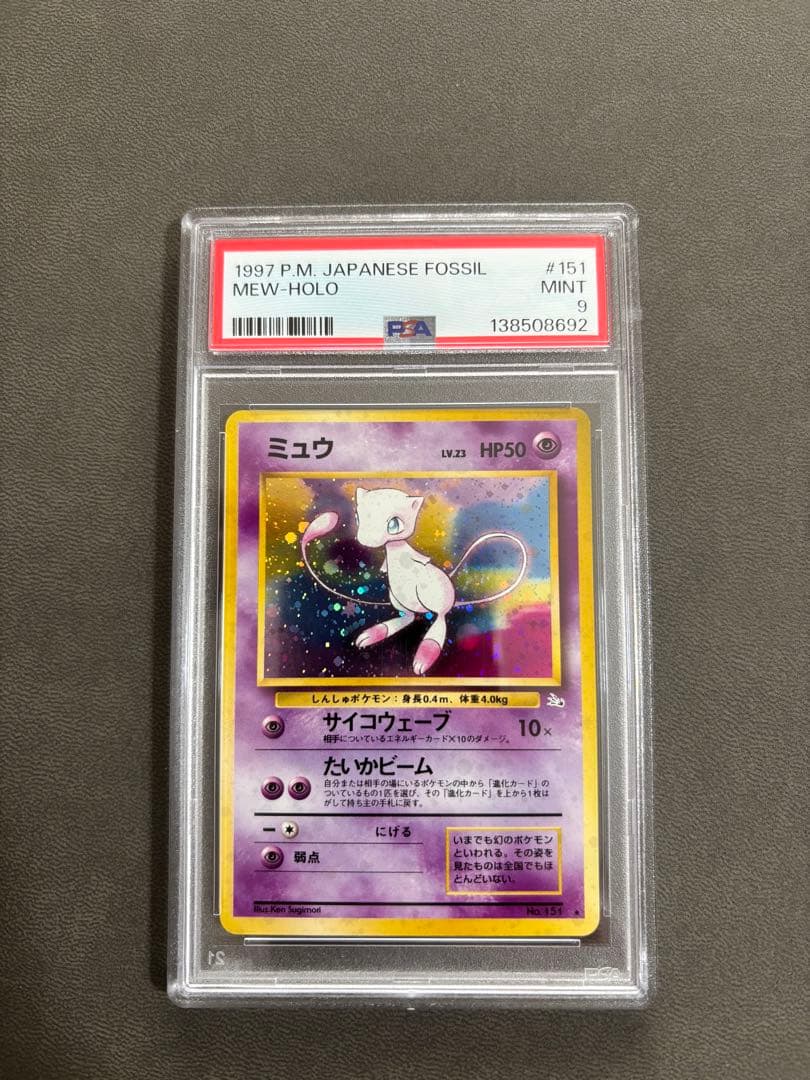 1997 P.M. JAPANESE FOSSIL #151
MEW-HOLO MINT
9
PSA 138508692
ミュウ LV.23 HP50
しんしゅポケモン：身長0.4m、体重4.0kg
サイコウェーブ 10×
相手についているエネルギーカード×10のダメージ。
たいかビーム
自分または相手の場にいるポケモンの中から「進化カード」の
ついているもの1匹を選び、その「進化カード」を上から1枚は
がして持ち主の手札に戻す。
にげる
弱点
いまでも幻のポケモン
といわれる。その姿を
見たものは全国でもほ
とんどいない。
Illus. Ken Sugimori No. 151
21
PSA